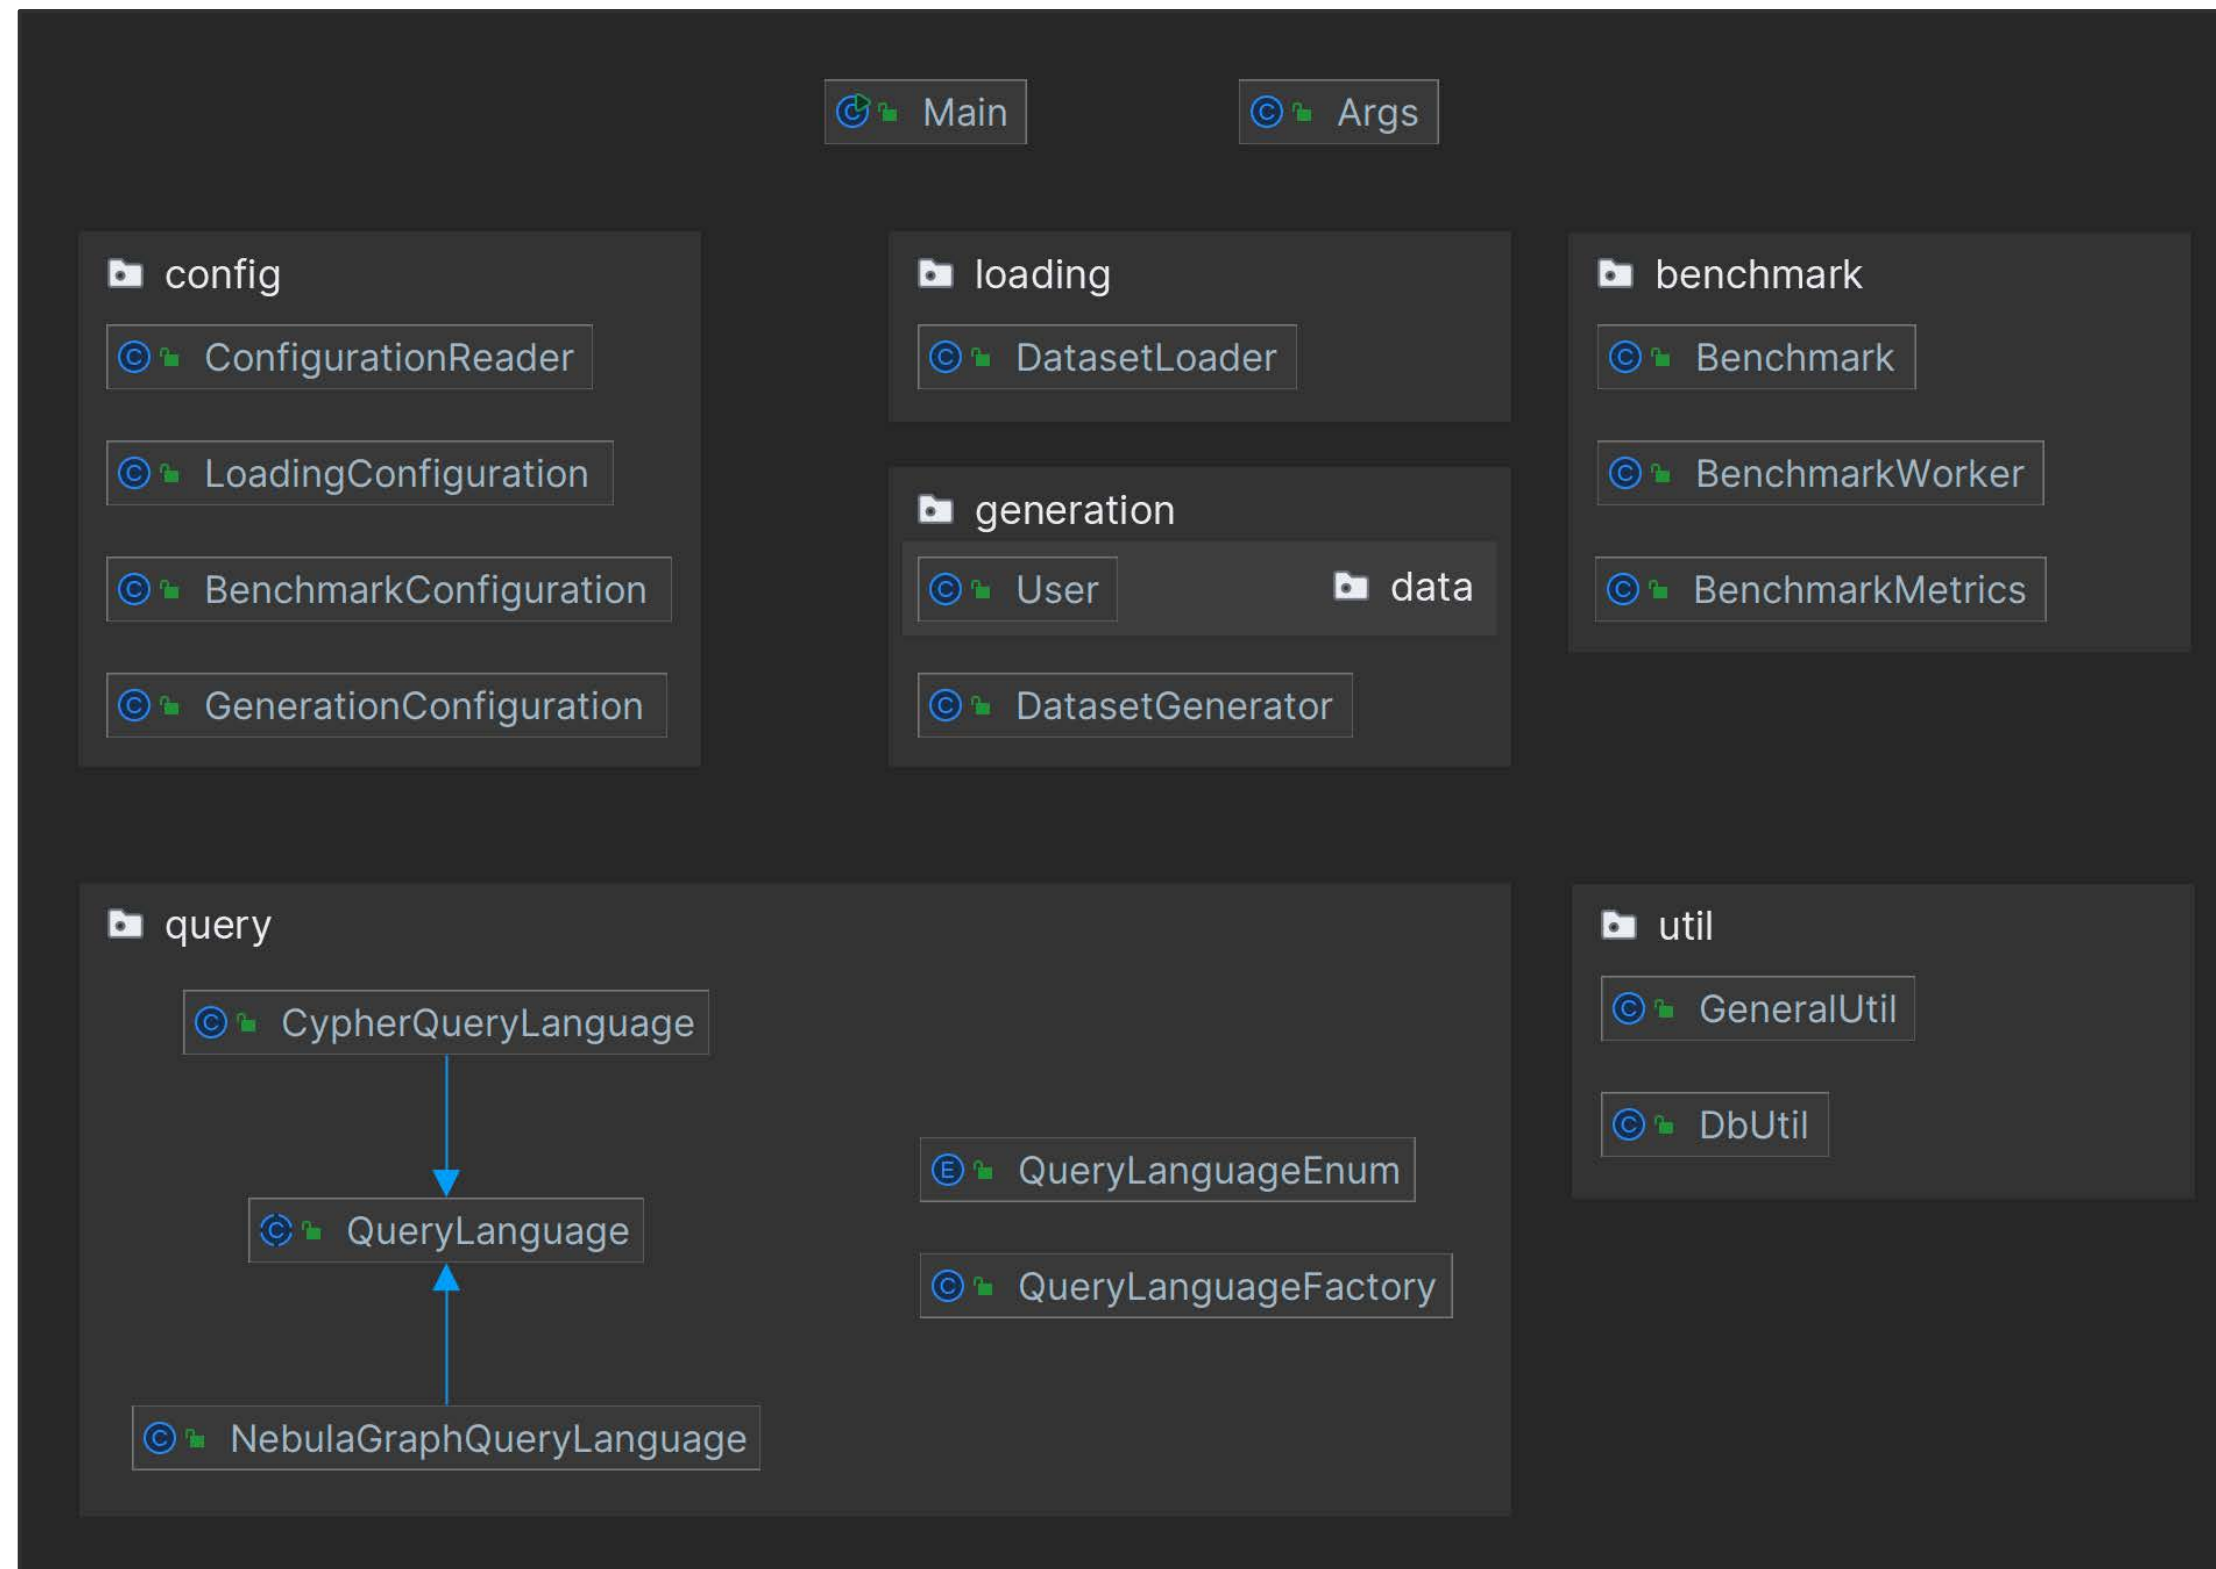 Main
Args
config
ConfigurationReader
LoadingConfiguration
BenchmarkConfiguration
GenerationConfiguration
loading
DatasetLoader
generation
User
data
DatasetGenerator
benchmark
Benchmark
BenchmarkWorker
BenchmarkMetrics
query
CypherQueryLanguage
QueryLanguage
NebulaGraphQueryLanguage
QueryLanguageEnum
QueryLanguageFactory
util
GeneralUtil
DbUtil